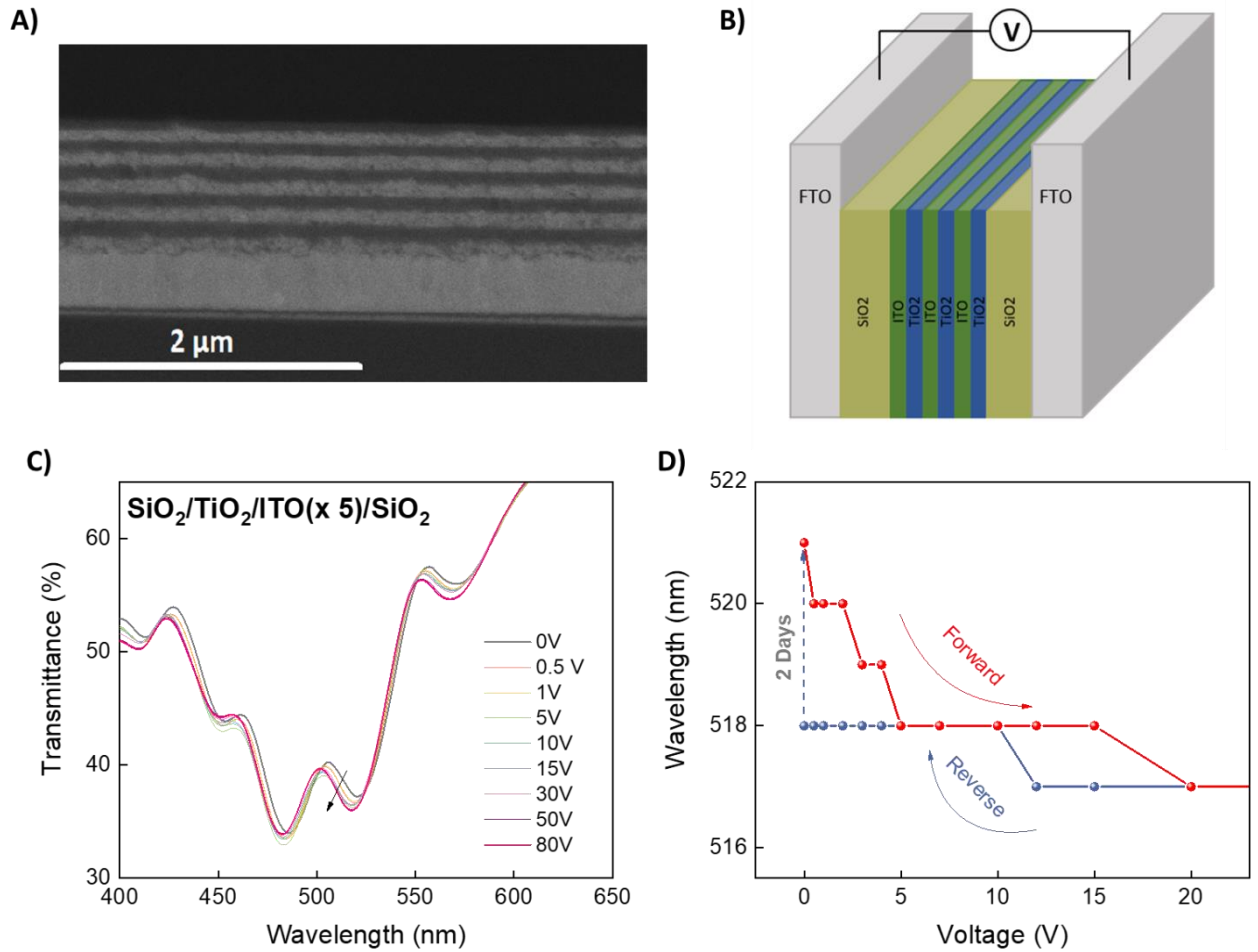 A)
2 µm
B)
V
FTO
FTO
SiO2
ITO
TiO2
ITO
TiO2
ITO
TiO2
SiO2
C)
SiO₂/TiO₂/ITO(x 5)/SiO₂
Transmittance (%)
60
50
40
30
400 450 500 550 600 650
Wavelength (nm)
0V
0.5 V
1V
5V
10V
15V
30V
50V
80V
D)
Wavelength (nm)
522
520
518
516
2 Days
Forward
Reverse
0 5 10 15 20
Voltage (V)